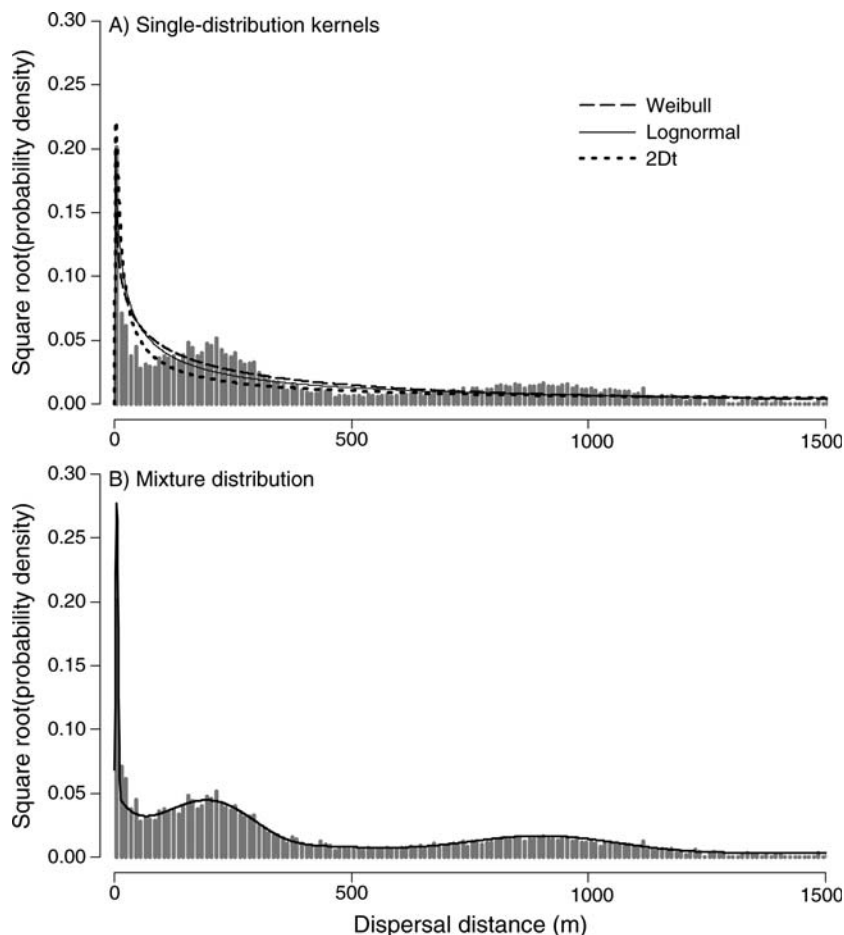 A) Single-distribution kernels
Square root(probability density)
0.30
0.25
0.20
0.15
0.10
0.05
0.00
Weibull
Lognormal
2Dt
0
500
1000
1500
B) Mixture distribution
Square root(probability density)
0.30
0.25
0.20
0.15
0.10
0.05
0.00
0
500
1000
1500
Dispersal distance (m)